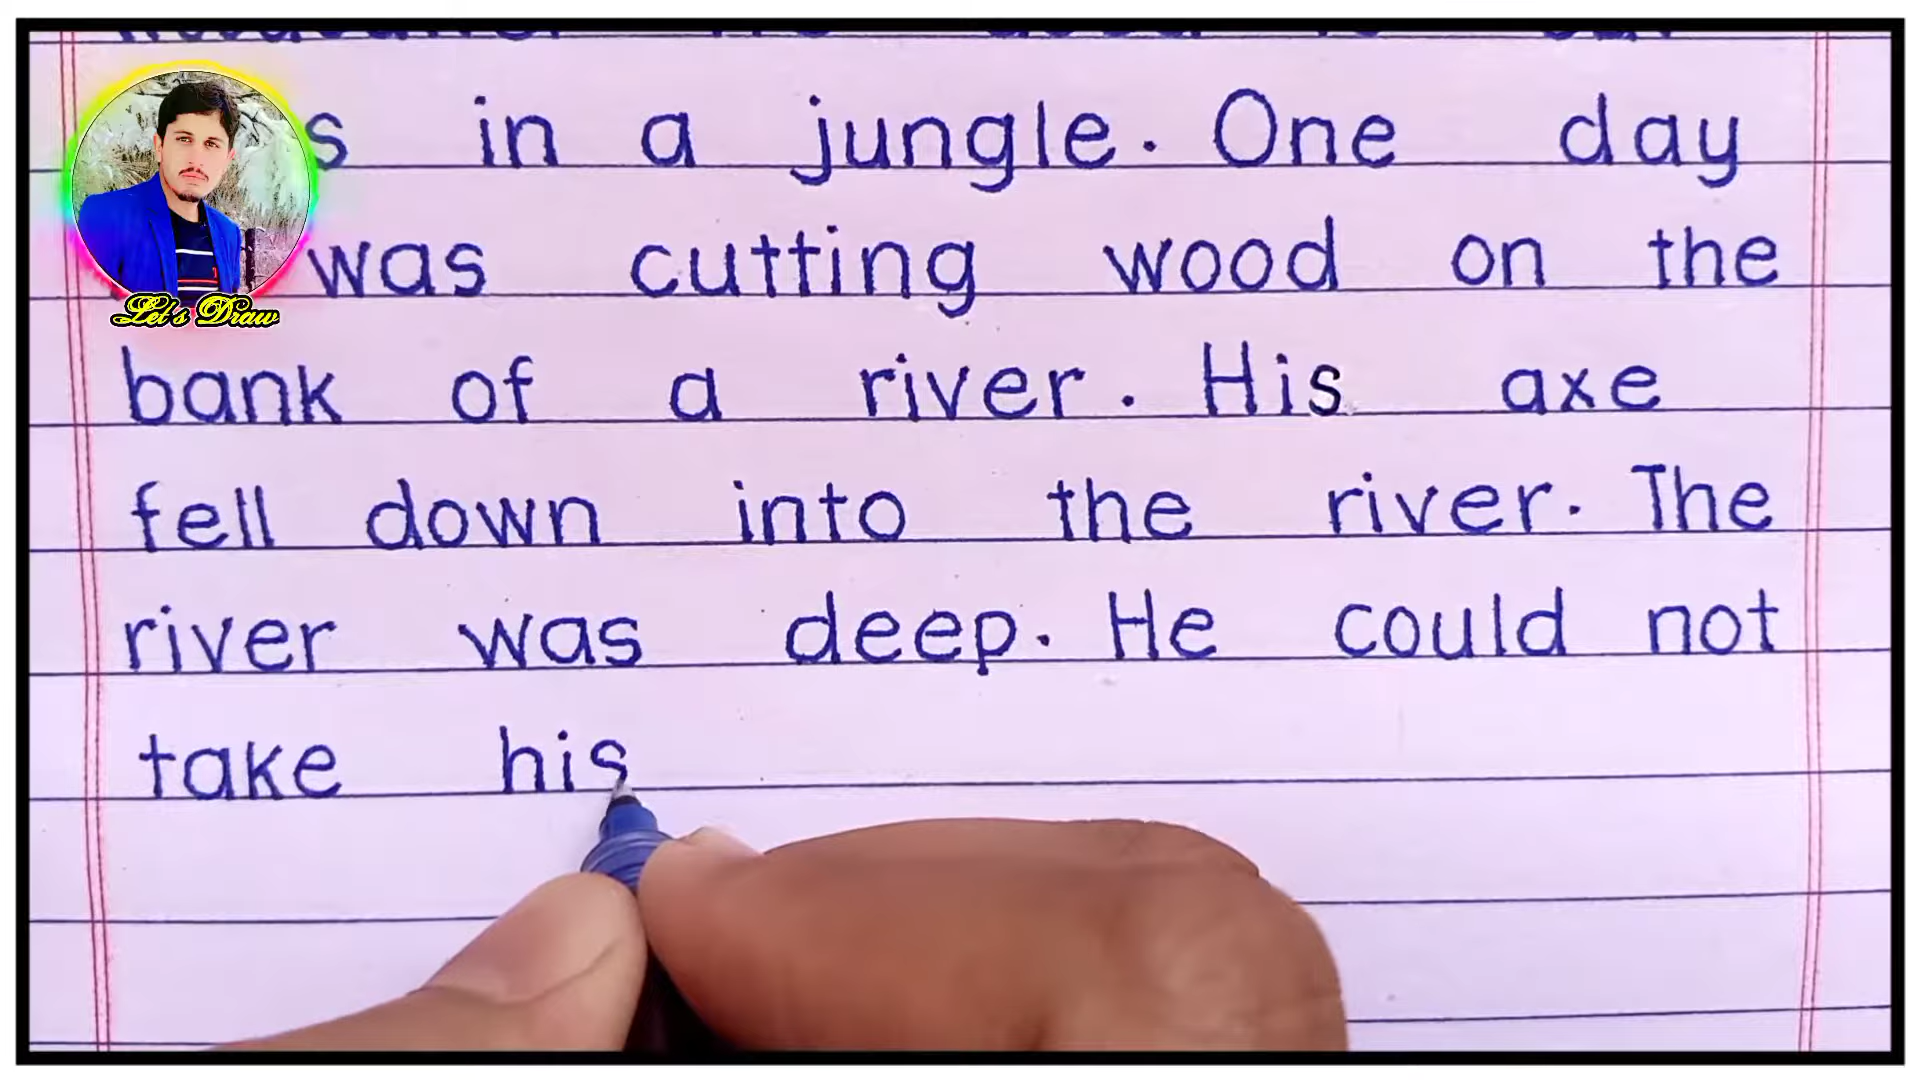 s in a jungle. One day
was cutting wood on the
Let's Draw
bank of a river. His axe
fell down into the river. The
river was deep. He could not
take his